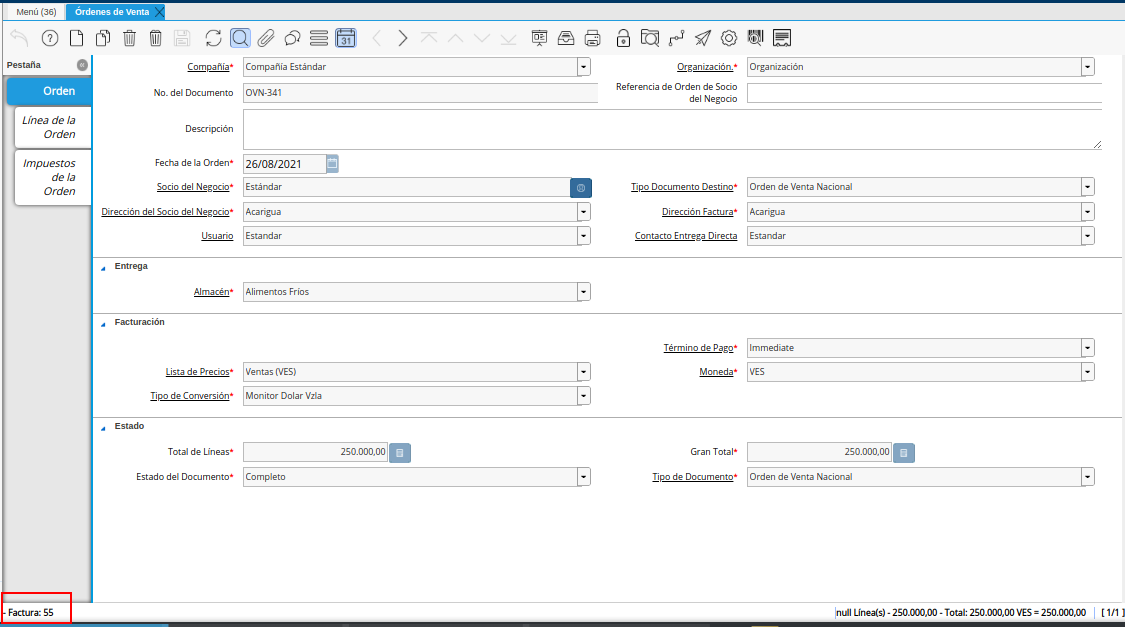 Menú (36) Órdenes de Venta
31
Pestaña
Orden
Línea de la
Orden
Impuestos
de la
Orden
Compañía* Compañía Estándar Organización.* Organización
No. del Documento OVN-341 Referencia de Orden de Socio
del Negocio
Descripción
Fecha de la Orden* 26/08/2021
Socio del Negocio* Estándar Tipo Documento Destino* Orden de Venta Nacional
Dirección del Socio del Negocio* Acarigua Dirección Factura* Acarigua
Usuario Estandar Contacto Entrega Directa Estandar
Entrega
Almacén* Alimentos Fríos
Facturación
Término de Pago* Immediate
Lista de Precios* Ventas (VES) Moneda* VES
Tipo de Conversión* Monitor Dolar Vzla
Estado
Total de Líneas* 250.000,00 Gran Total* 250.000,00
Estado del Documento* Completo Tipo de Documento* Orden de Venta Nacional
- Factura: 55 null Línea(s) - 250.000,00 - Total: 250.000,00 VES = 250.000,00 [ 1/1 ]